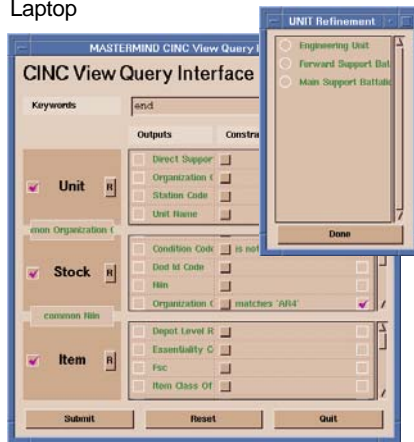 Laptop
UNIT Refinement
Engineering Unit
Forward Support Bat
Main Support Battalic
Done
MASTERMIND CINC View Query I
CINC View Query Interface
Keywords
end
Outputs Constra
Unit R
Direct Suppor
Organization (
Station Code
Unit Name
mon Organization (
Stock R
Condition Code is not
Dod Id Code
Niin
Organization C matches 'AR4'
common Niin
Item R
Depot Level R
Essentiality C
Fsc
Item Class Of
Submit Reset Quit